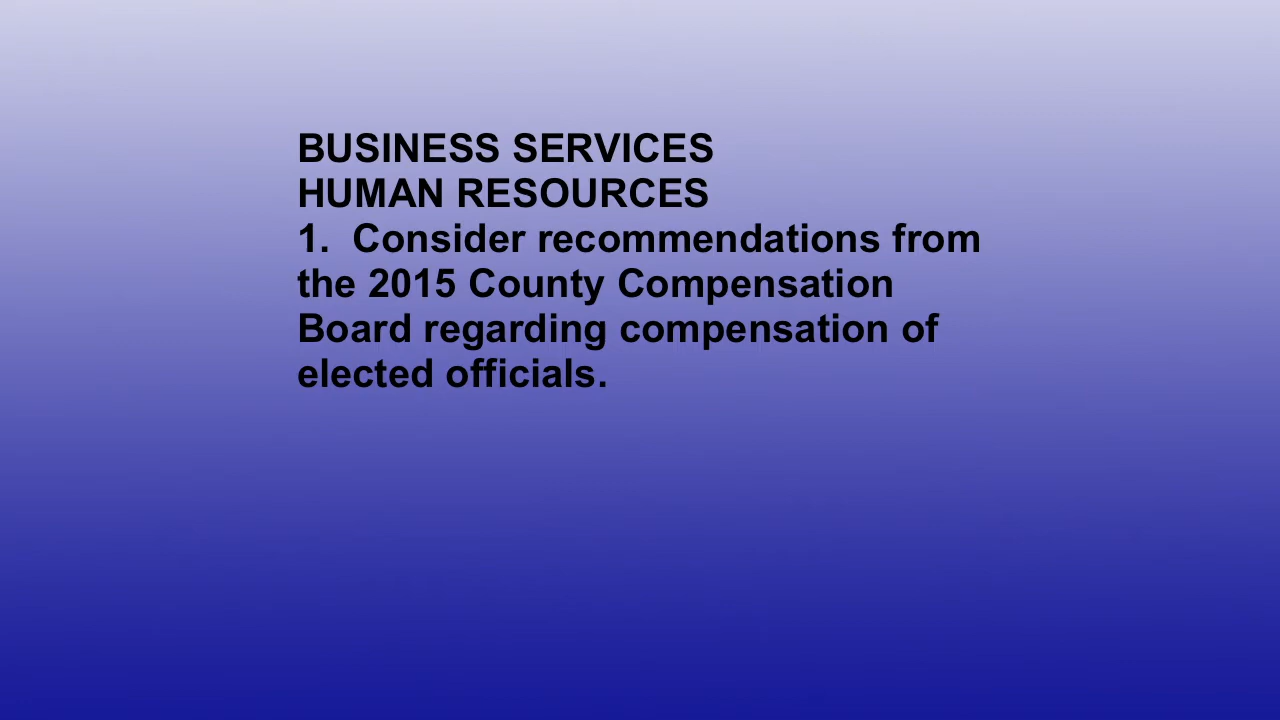 BUSINESS SERVICES
HUMAN RESOURCES
1.  Consider recommendations from
the 2015 County Compensation
Board regarding compensation of
elected officials.